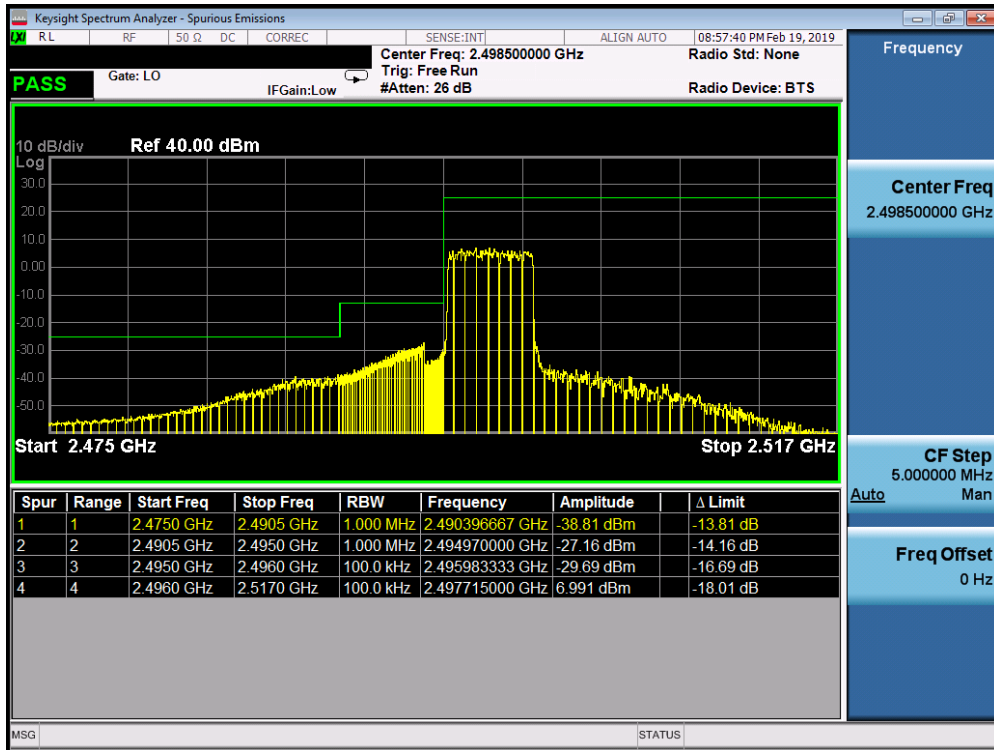 Keysight Spectrum Analyzer - Spurious Emissions
LXI RL RF 50 Ω DC CORREC SENSE:INT ALIGN AUTO 08:57:40 PM Feb 19, 2019
Center Freq: 2.498500000 GHz Radio Std: None
Gate: LO Trig: Free Run
PASS IFGain:Low #Atten: 26 dB Radio Device: BTS
10 dB/div Ref 40.00 dBm
Log
30.0
20.0
10.0
0.00
-10.0
-20.0
-30.0
-40.0
-50.0
Start 2.475 GHz Stop 2.517 GHz
Spur Range Start Freq Stop Freq RBW Frequency Amplitude Δ Limit
1 1 2.4750 GHz 2.4905 GHz 1.000 MHz 2.490396667 GHz -38.81 dBm -13.81 dB
2 2 2.4905 GHz 2.4950 GHz 1.000 MHz 2.494970000 GHz -27.16 dBm -14.16 dB
3 3 2.4950 GHz 2.4960 GHz 100.0 kHz 2.495983333 GHz -29.69 dBm -16.69 dB
4 4 2.4960 GHz 2.5170 GHz 100.0 kHz 2.497715000 GHz 6.991 dBm -18.01 dB
Frequency
Center Freq
2.498500000 GHz
CF Step
5.000000 MHz
Auto Man
Freq Offset
0 Hz
MSG STATUS